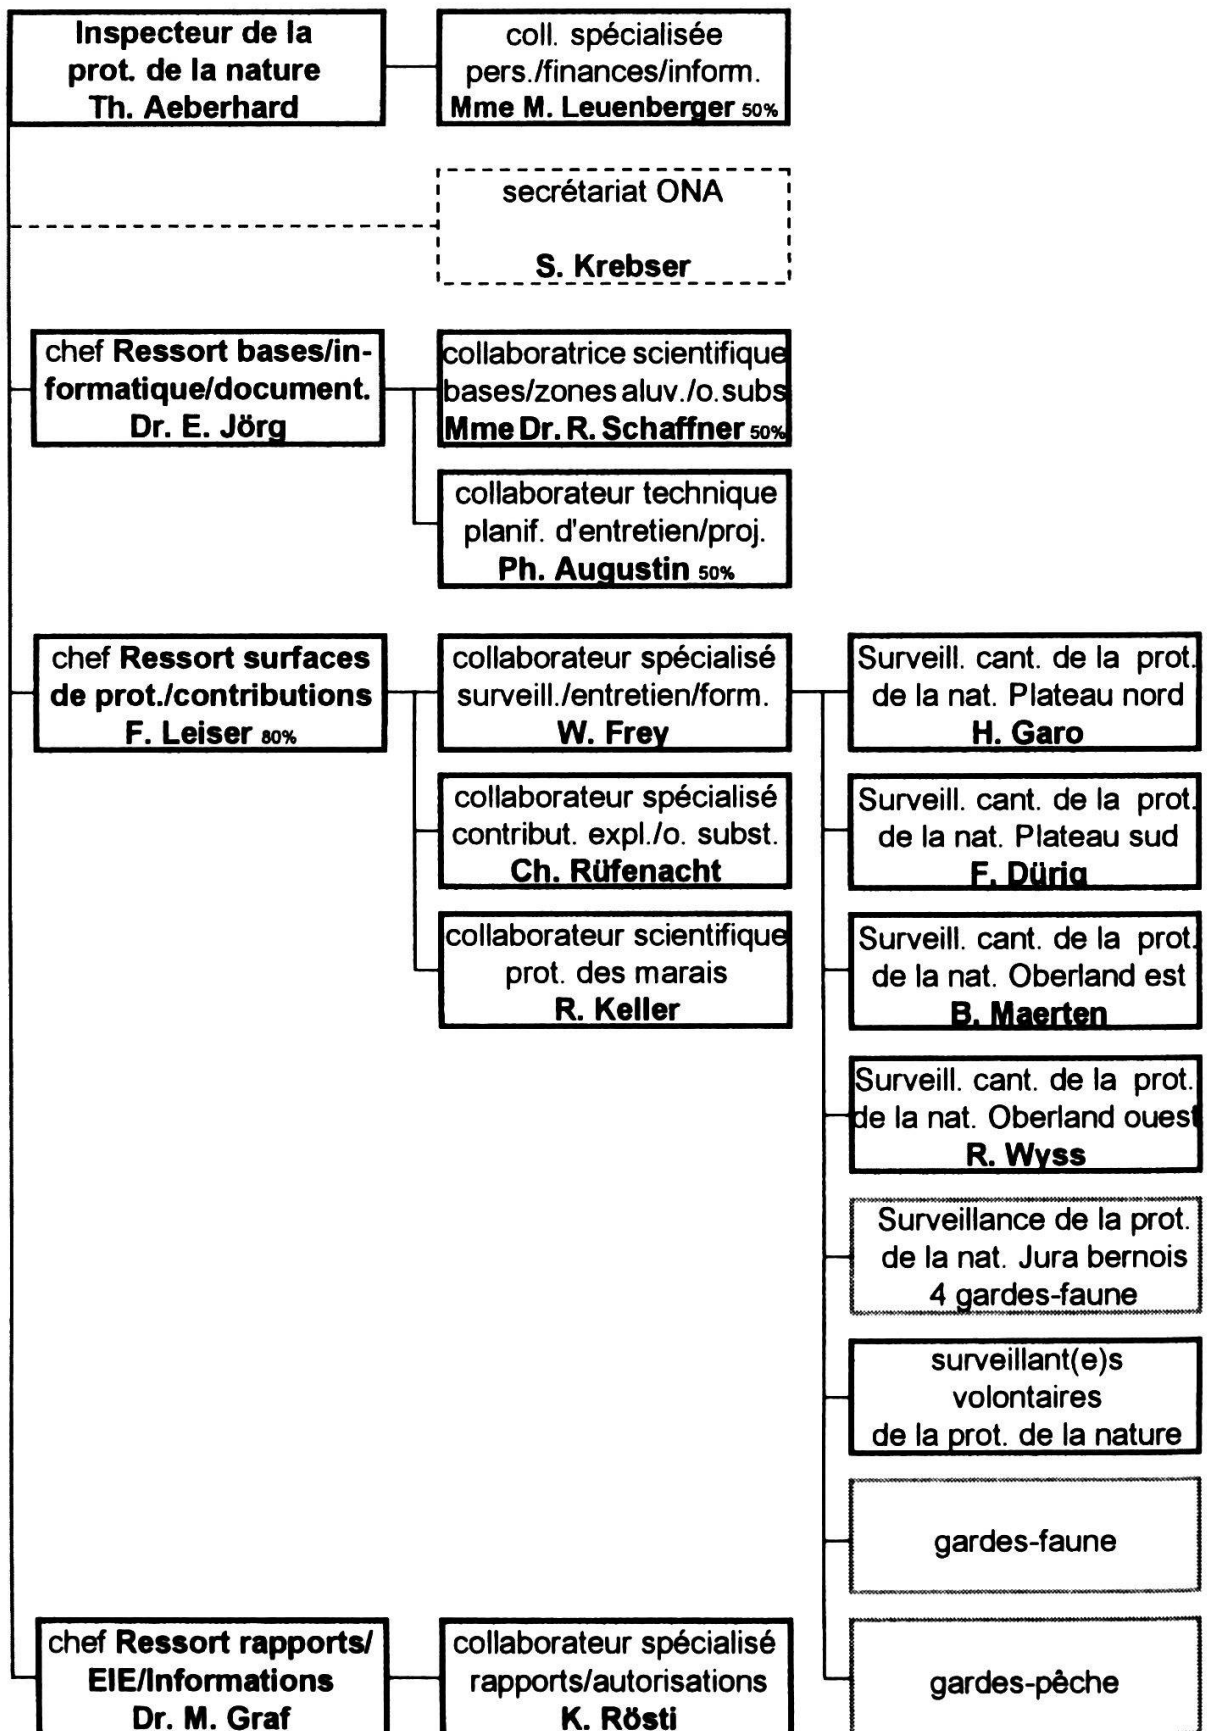 Inspecteur de la
prot. de la nature
Th. Aeberhard
coll. spécialisée
pers./finances/inform.
Mme M. Leuenberger 50%
secrétariat ONA
S. Krebser
chef Ressort bases/in-
formatique/document.
Dr. E. Jörg
collaboratrice scientifique
bases/zones aluv./o.subs
Mme Dr. R. Schaffner 50%
collaborateur technique
planif. d'entretien/proj.
Ph. Augustin 50%
chef Ressort surfaces
de prot./contributions
F. Leiser 80%
collaborateur spécialisé
surveill./entretien/form.
W. Frey
collaborateur spécialisé
contribut. expl./o. subst.
Ch. Rüfenacht
collaborateur scientifique
prot. des marais
R. Keller
Surveill. cant. de la prot.
de la nat. Plateau nord
H. Garo
Surveill. cant. de la prot.
de la nat. Plateau sud
F. Dürig
Surveill. cant. de la prot.
de la nat. Oberland est
B. Maerten
Surveill. cant. de la prot.
de la nat. Oberland ouest
R. Wyss
Surveillance de la prot.
de la nat. Jura bernois
4 gardes-faune
surveillant(e)s
volontaires
de la prot. de la nature
gardes-faune
gardes-pêche
chef Ressort rapports/
EIE/Informations
Dr. M. Graf
collaborateur spécialisé
rapports/autorisations
K. Rösti